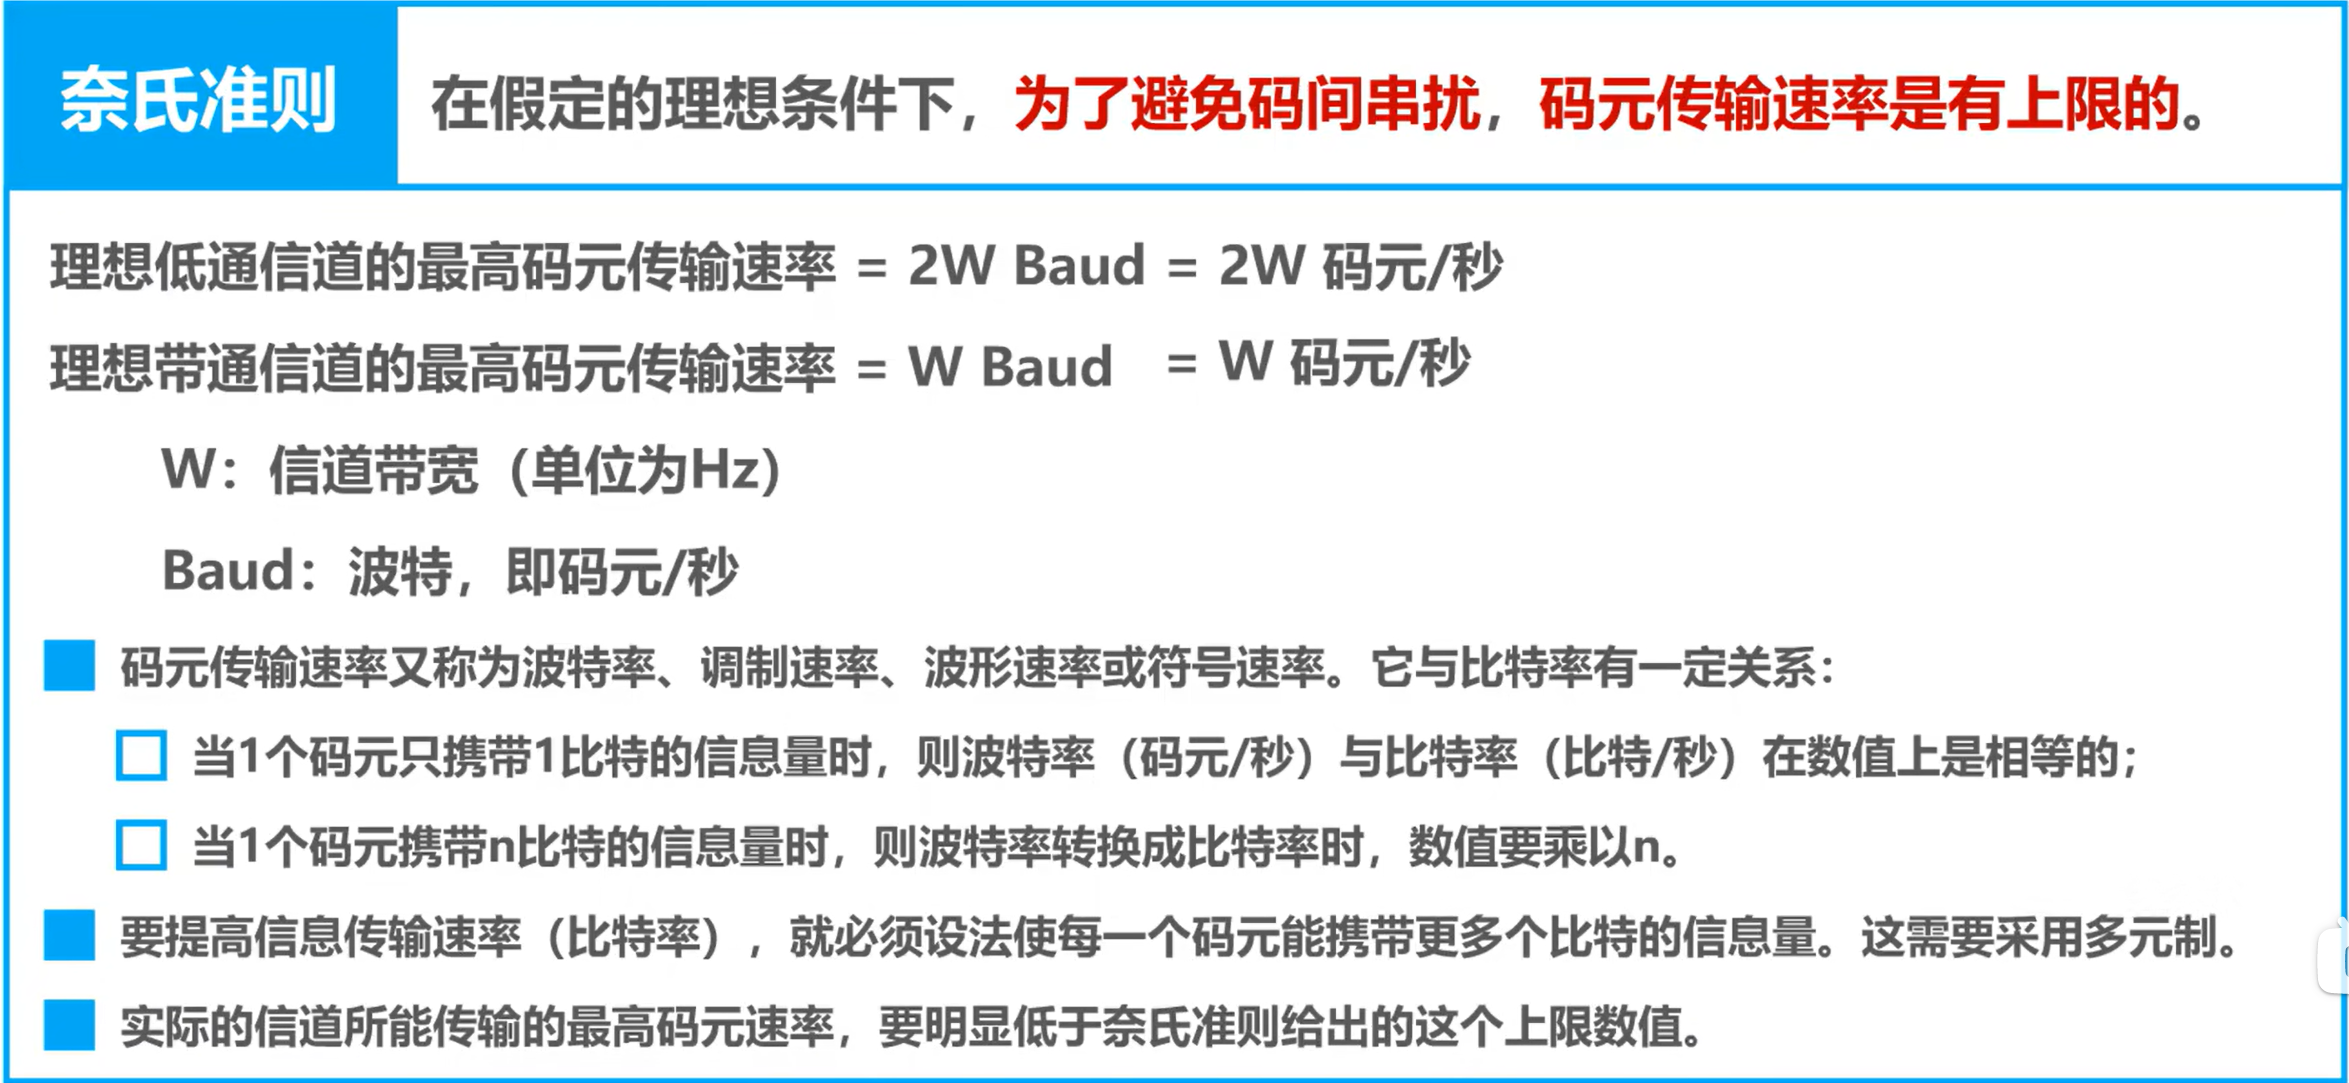 奈氏准则
在假定的理想条件下，为了避免码间串扰，码元传输速率是有上限的。
理想低通信道的最高码元传输速率 = 2W Baud = 2W 码元/秒
理想带通信道的最高码元传输速率 = W Baud = W 码元/秒
W：信道带宽（单位为Hz）
Baud：波特，即码元/秒
码元传输速率又称为波特率、调制速率、波形速率或符号速率。它与比特率有一定关系：
当1个码元只携带1比特的信息量时，则波特率（码元/秒）与比特率（比特/秒）在数值上是相等的；
当1个码元携带n比特的信息量时，则波特率转换成比特率时，数值要乘以n。
要提高信息传输速率（比特率），就必须设法使每一个码元能携带更多个比特的信息量。这需要采用多元制。
实际的信道所能传输的最高码元速率，要明显低于奈氏准则给出的这个上限数值。